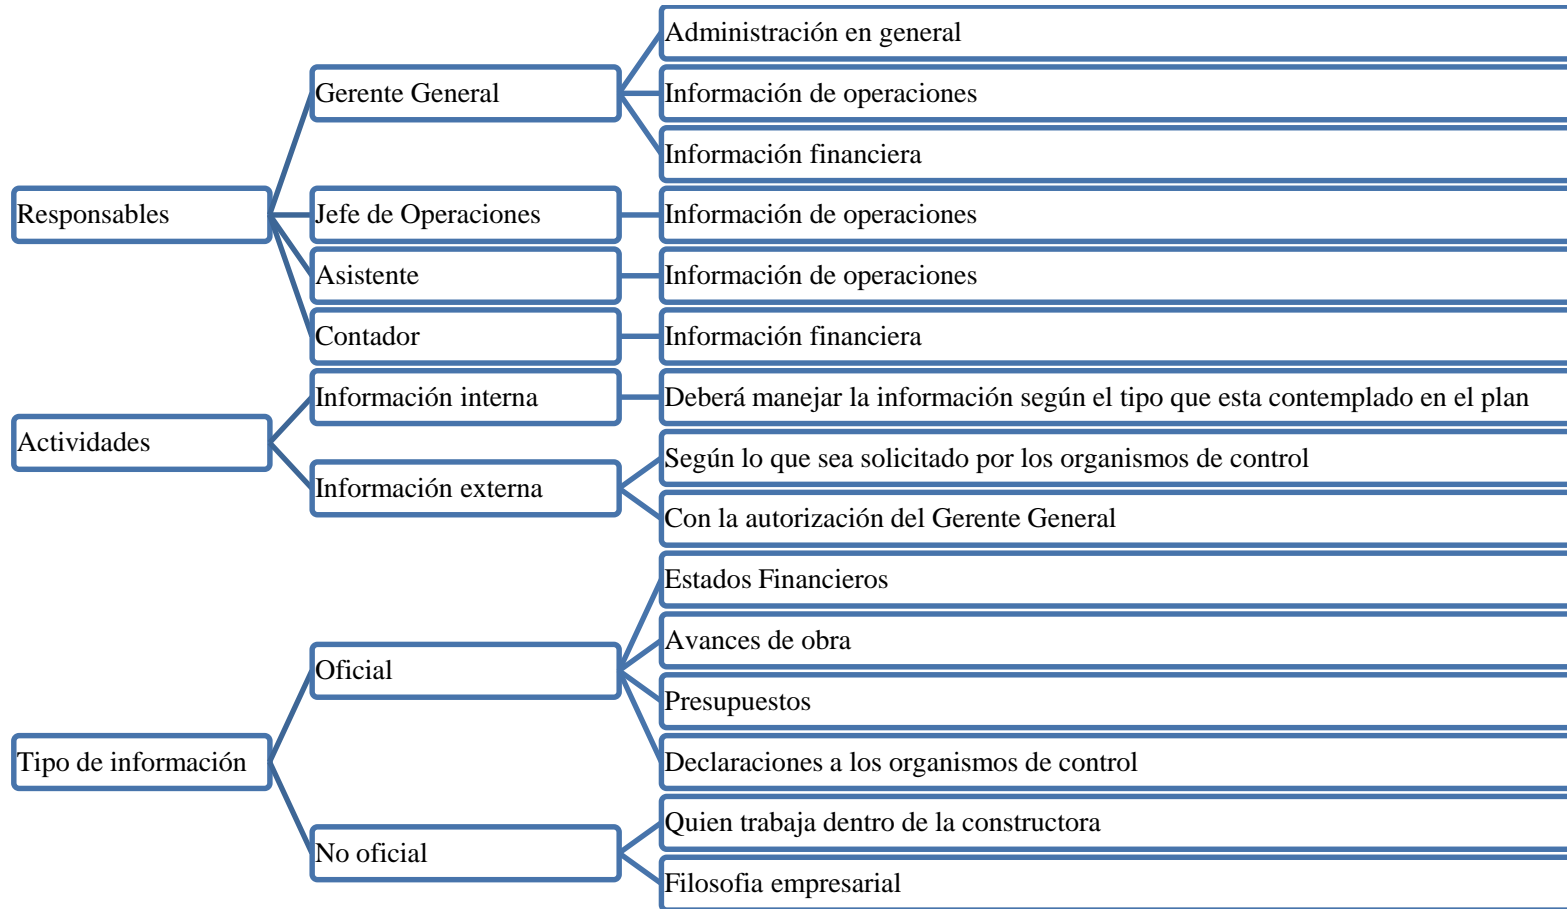 Responsables
Gerente General
Administración en general
Información de operaciones
Información financiera
Jefe de Operaciones
Información de operaciones
Asistente
Información de operaciones
Contador
Información financiera
Actividades
Información interna
Deberá manejar la información según el tipo que esta contemplado en el plan
Información externa
Según lo que sea solicitado por los organismos de control
Con la autorización del Gerente General
Tipo de información
Oficial
Estados Financieros
Avances de obra
Presupuestos
Declaraciones a los organismos de control
No oficial
Quien trabaja dentro de la constructora
Filosofia empresarial